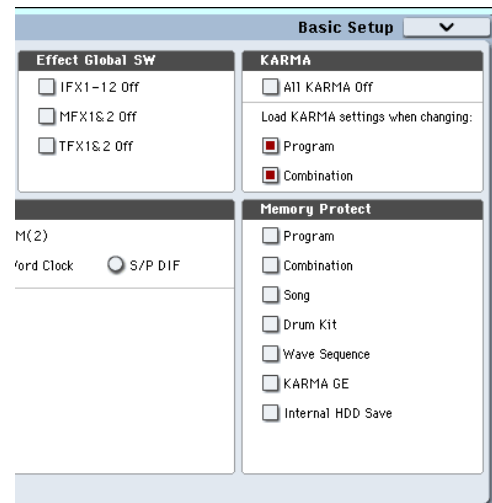 Basic Setup
Effect Global SW
IFX1-12 Off
MFX1&2 Off
TFX1&2 Off
KARMA
All KARMA Off
Load KARMA settings when changing:
Program
Combination
M(2)
Word Clock
S/P DIF
Memory Protect
Program
Combination
Song
Drum Kit
Wave Sequence
KARMA GE
Internal HDD Save